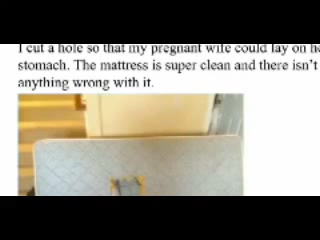 I cut a hole so that my pregnant wife could lay on
stomach. The mattress is super clean and there isn't
anything wrong with it.